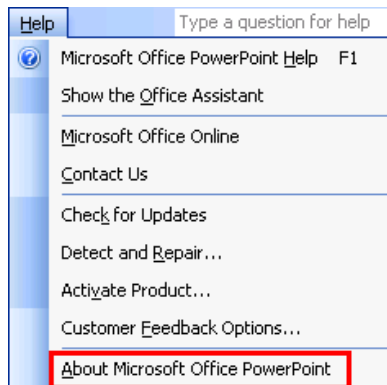 Help Type a question for help
Microsoft Office PowerPoint Help F1
Show the Office Assistant
Microsoft Office Online
Contact Us
Check for Updates
Detect and Repair...
Activate Product...
Customer Feedback Options...
About Microsoft Office PowerPoint